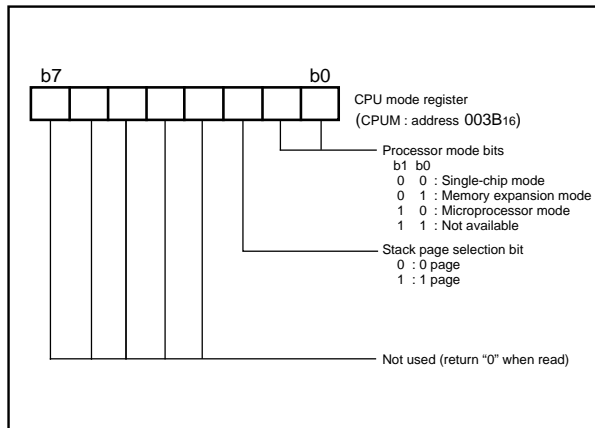 b7 b0
CPU mode register
(CPUM : address 003B16)
Processor mode bits
b1 b0
0 0 : Single-chip mode
0 1 : Memory expansion mode
1 0 : Microprocessor mode
1 1 : Not available
Stack page selection bit
0 : 0 page
1 : 1 page
Not used (return “0” when read)